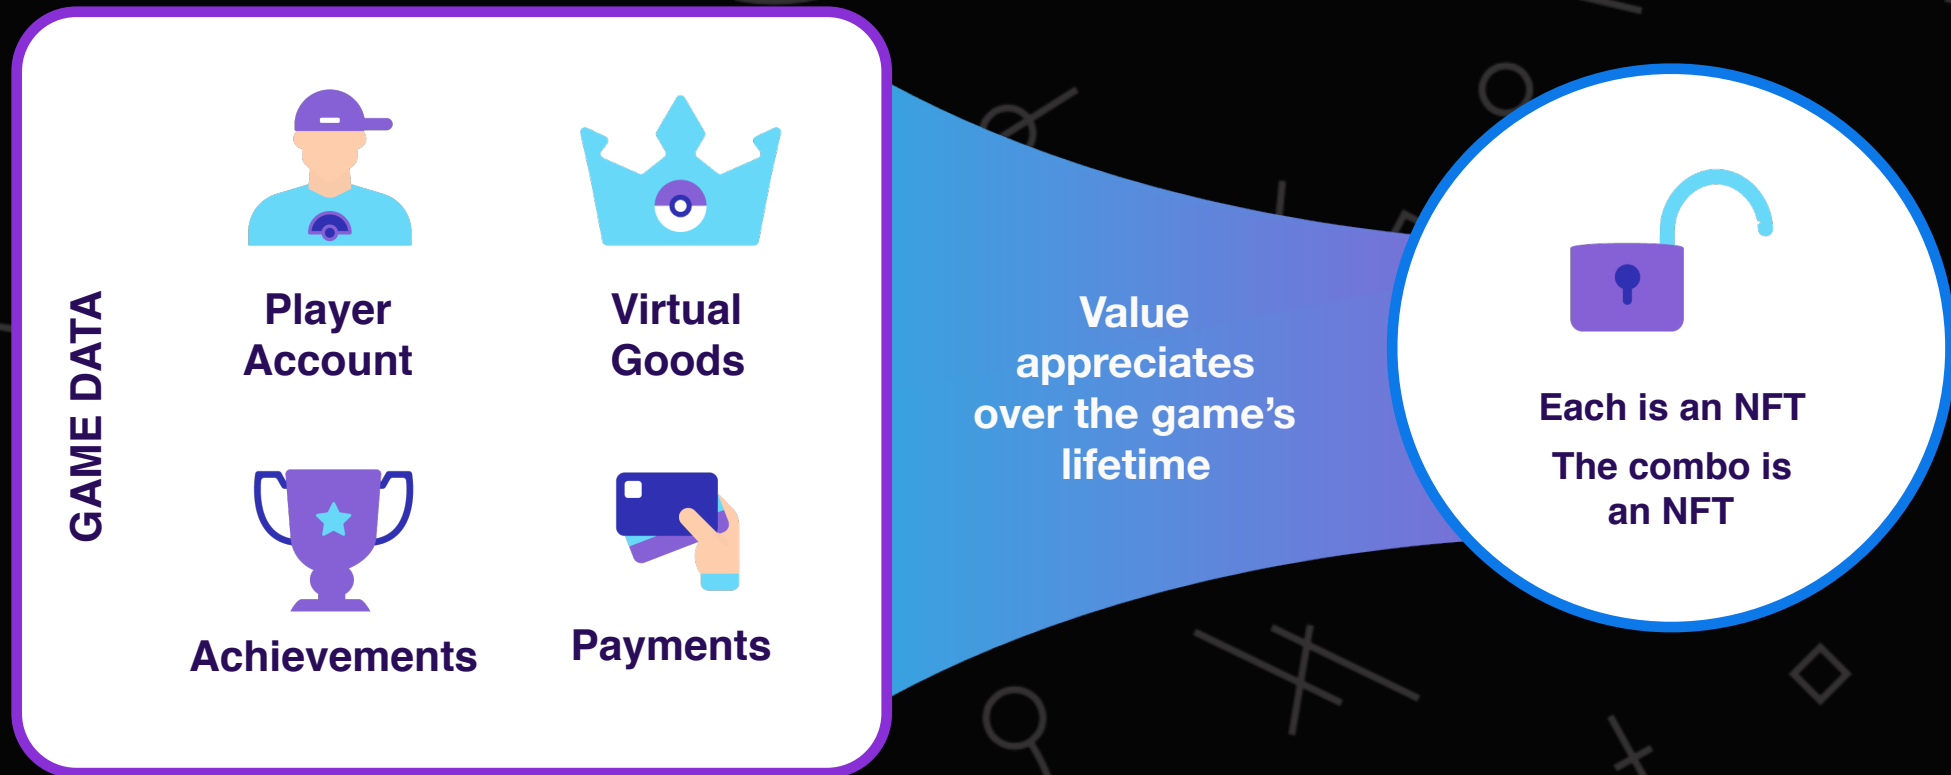 GAME DATA
Player
Account
Virtual
Goods
Achievements
Payments
Value
appreciates
over the game’s
lifetime
Each is an NFT
The combo is
an NFT